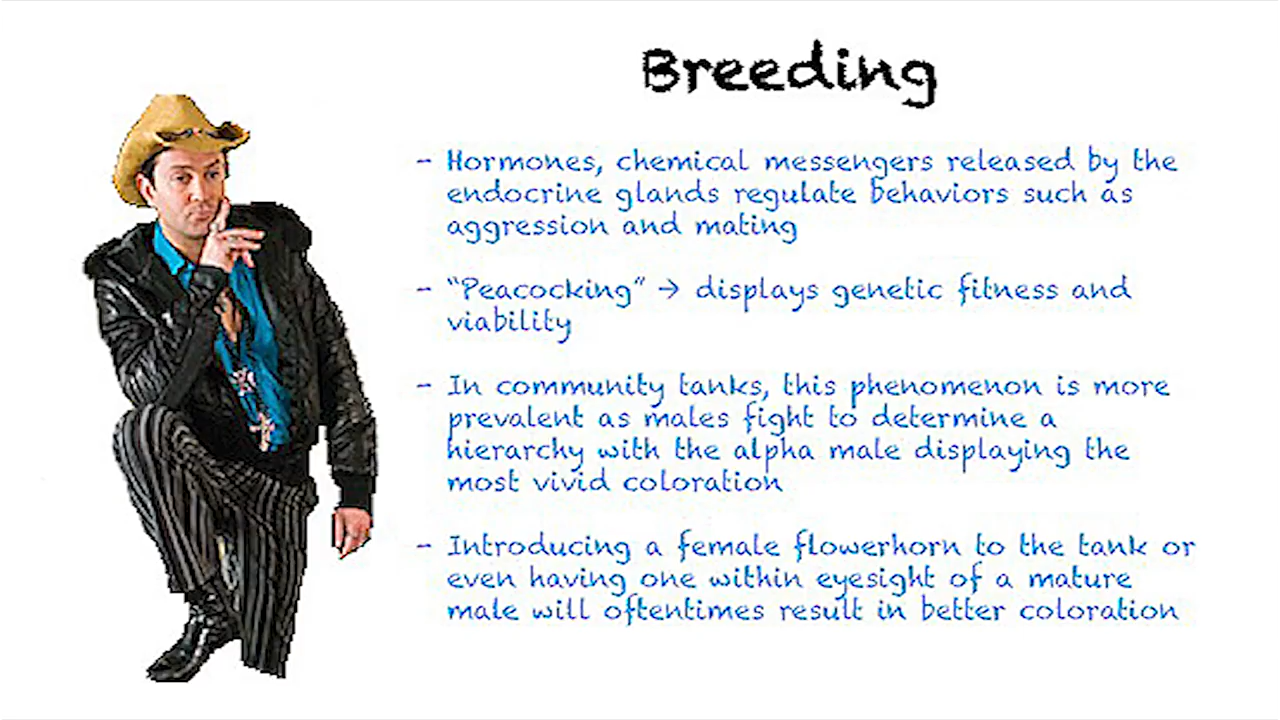 Breeding
- Hormones, chemical messengers released by the
endocrine glands regulate behaviors such as
aggression and mating
- "Peacocking" → displays genetic fitness and
viability
- In community tanks, this phenomenon is more
prevalent as males fight to determine a
hierarchy with the alpha male displaying the
most vivid coloration
- Introducing a female flowerhorn to the tank or
even having one within eyesight of a mature
male will oftentimes result in better coloration